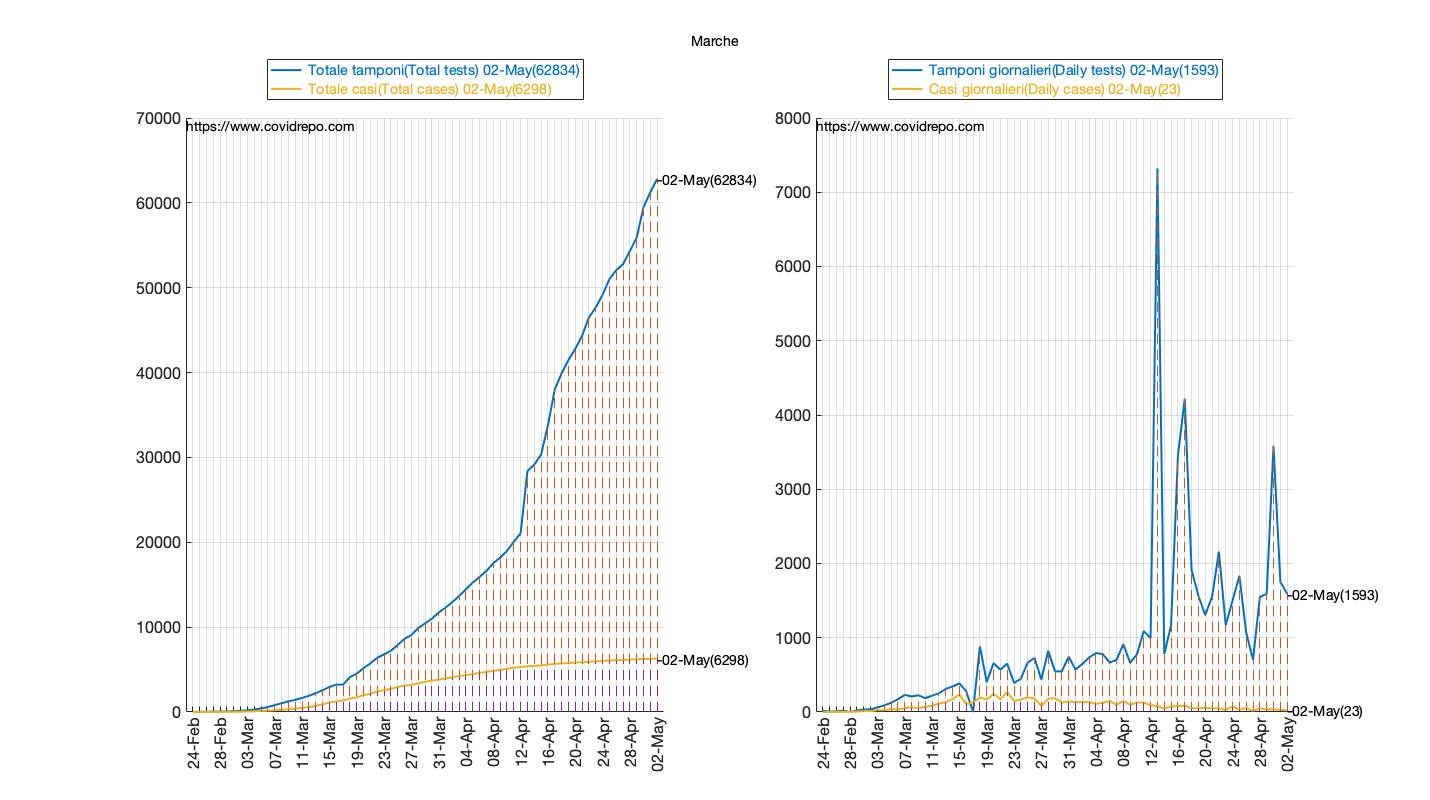 Marche
Totale tamponi(Total tests) 02-May(62834)
Totale casi(Total cases) 02-May(6298)
70000
60000
50000
40000
30000
20000
10000
0
https://www.covidrepo.com
02-May(62834)
02-May(6298)
24-Feb
28-Feb
03-Mar
07-Mar
11-Mar
15-Mar
19-Mar
23-Mar
27-Mar
31-Mar
04-Apr
08-Apr
12-Apr
16-Apr
20-Apr
24-Apr
28-Apr
02-May
Tamponi giornalieri(Daily tests) 02-May(1593)
Casi giornalieri(Daily cases) 02-May(23)
8000
7000
6000
5000
4000
3000
2000
1000
0
https://www.covidrepo.com
02-May(1593)
02-May(23)
24-Feb
28-Feb
03-Mar
07-Mar
11-Mar
15-Mar
19-Mar
23-Mar
27-Mar
31-Mar
04-Apr
08-Apr
12-Apr
16-Apr
20-Apr
24-Apr
28-Apr
02-May